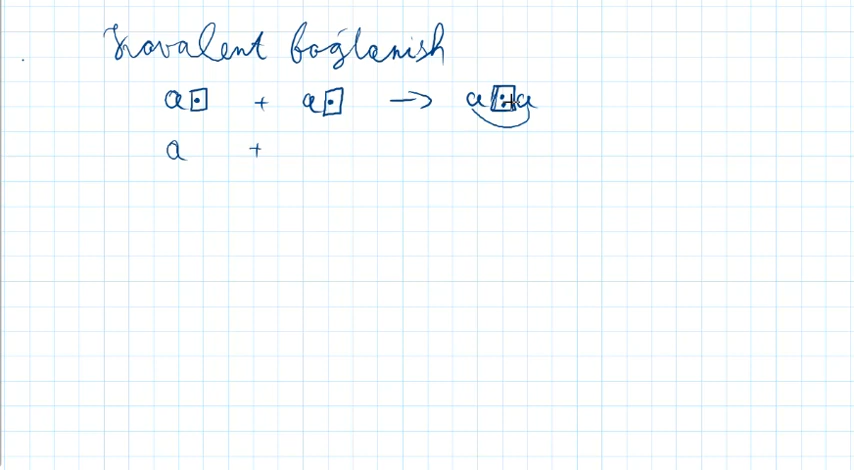 Kovalent bog'lanish
a⊡ + a⊡ → a[:]a
a +